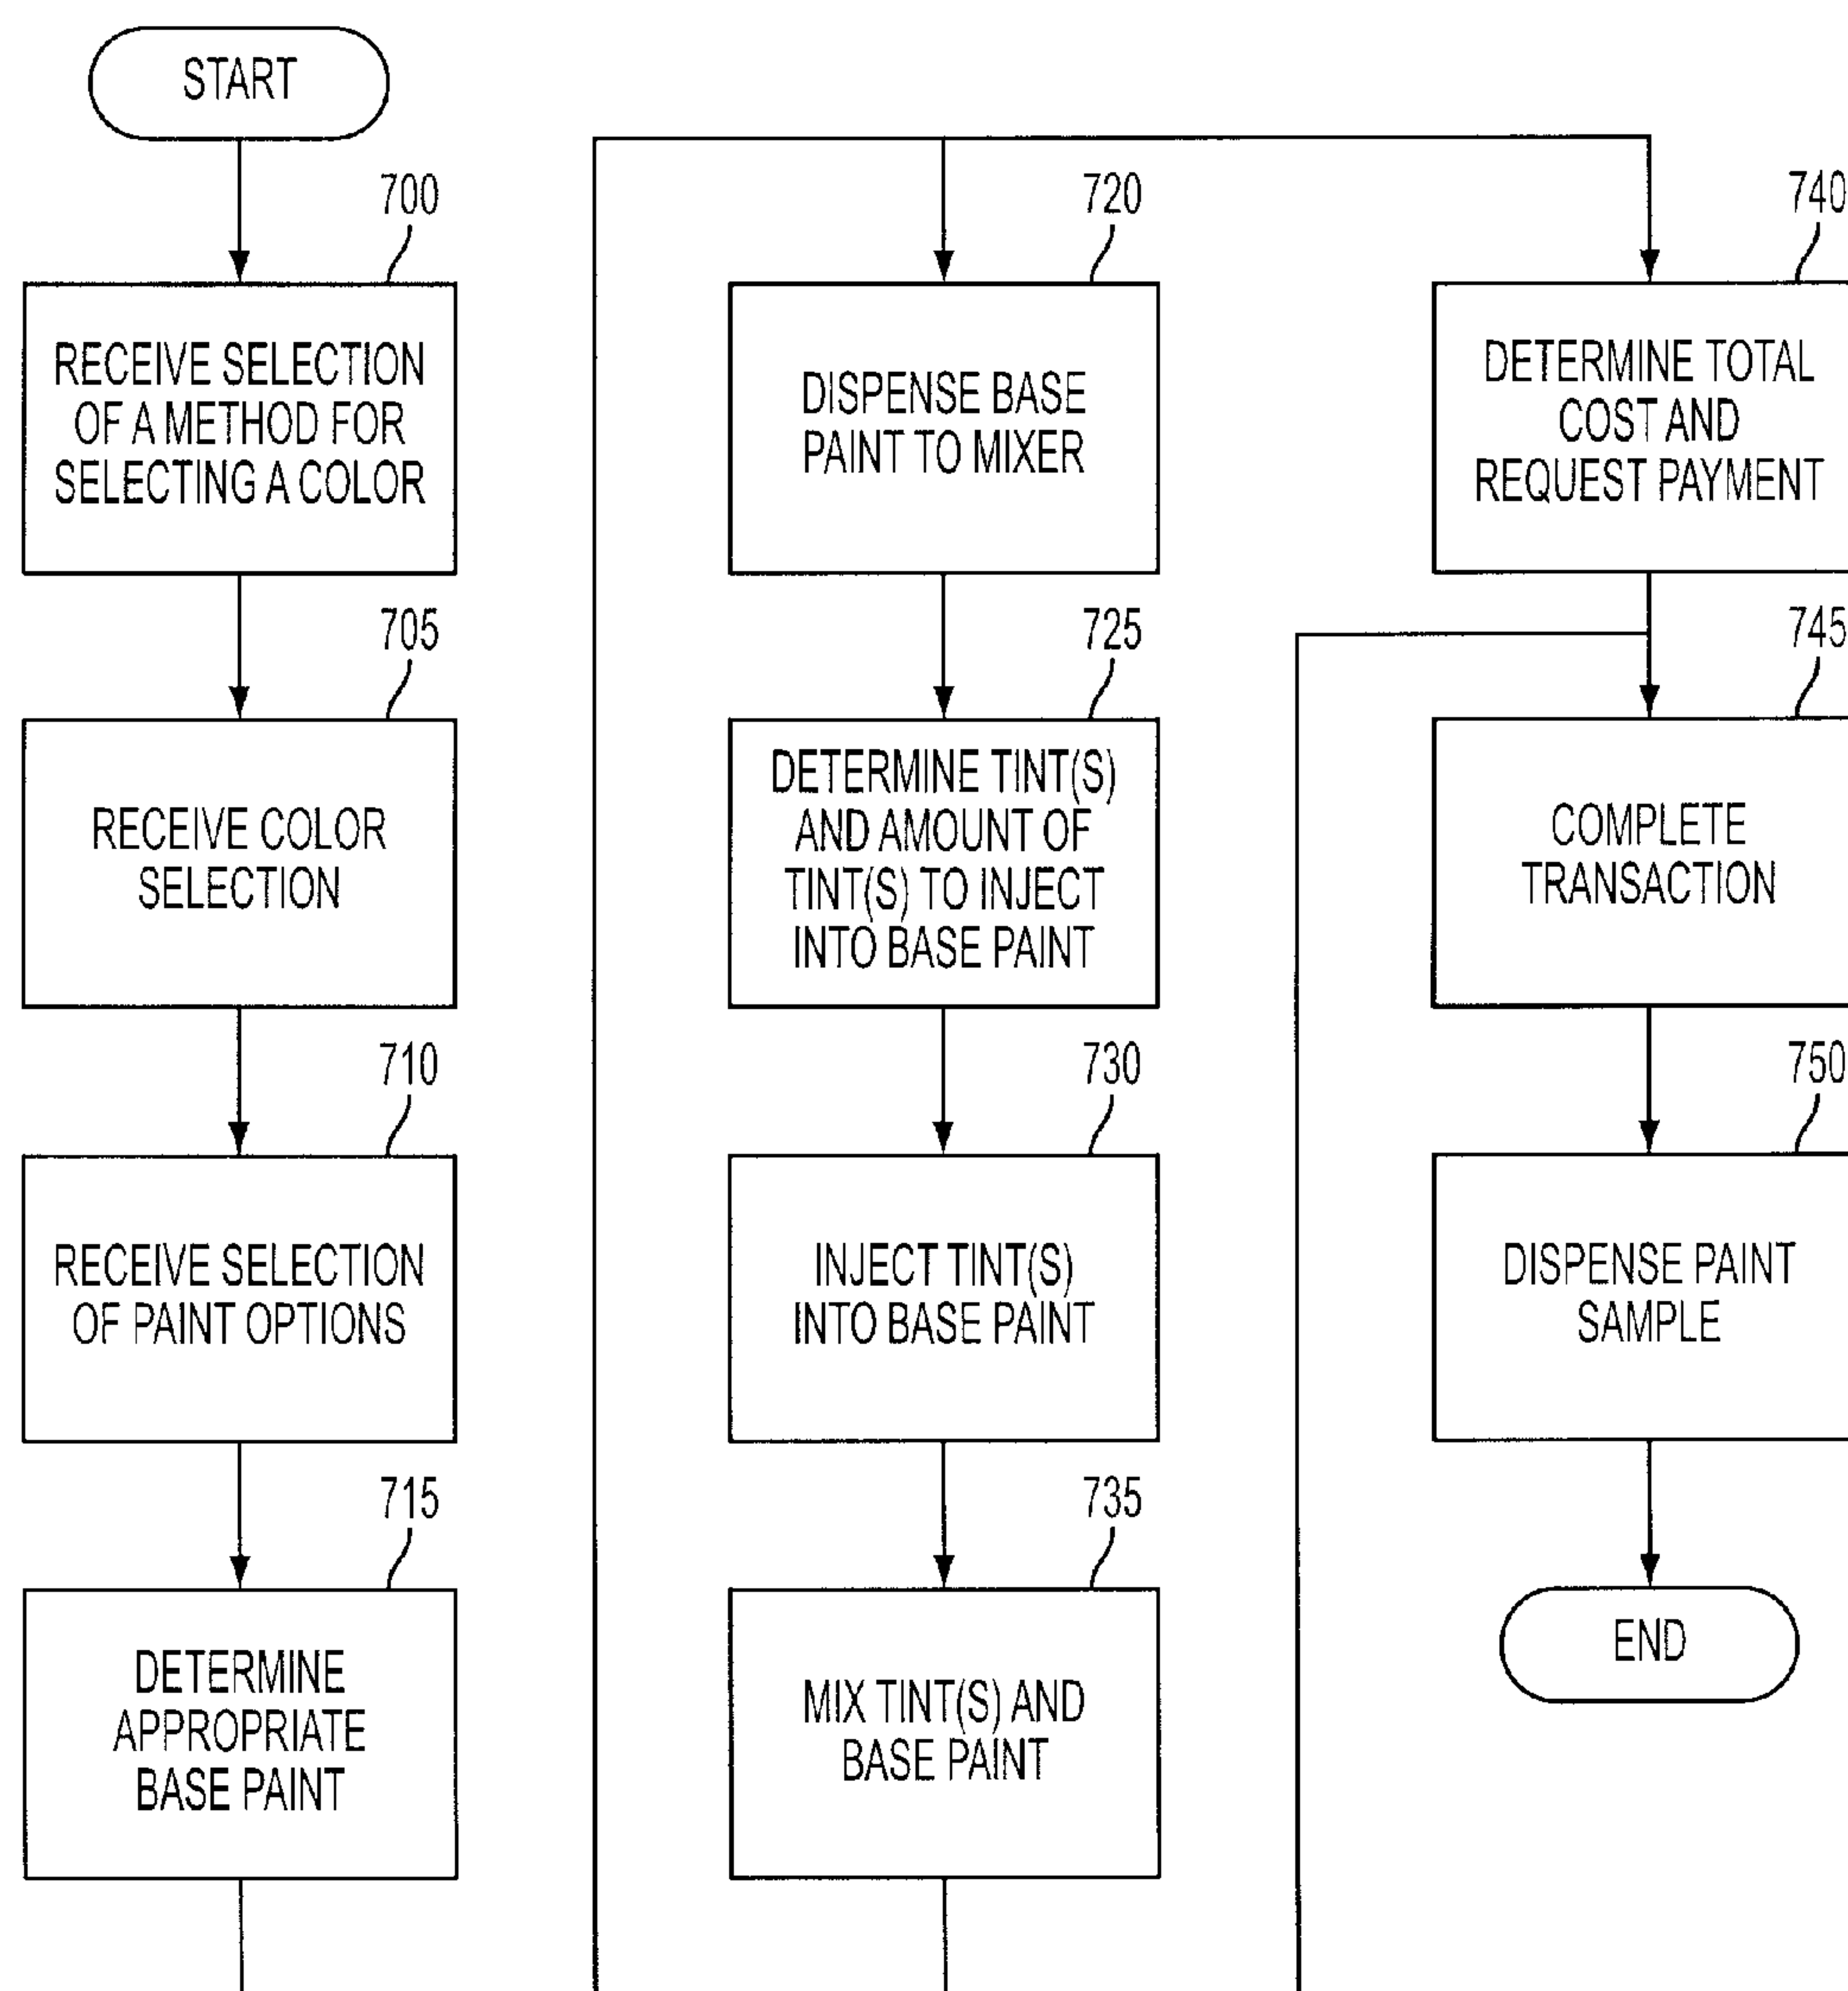 START
700
RECEIVE SELECTION
OF A METHOD FOR
SELECTING A COLOR
705
RECEIVE COLOR
SELECTION
710
RECEIVE SELECTION
OF PAINT OPTIONS
715
DETERMINE
APPROPRIATE
BASE PAINT
720
DISPENSE BASE
PAINT TO MIXER
725
DETERMINE TINT(S)
AND AMOUNT OF
TINT(S) TO INJECT
INTO BASE PAINT
730
INJECT TINT(S)
INTO BASE PAINT
735
MIX TINT(S) AND
BASE PAINT
740
DETERMINE TOTAL
COST AND
REQUEST PAYMENT
745
COMPLETE
TRANSACTION
750
DISPENSE PAINT
SAMPLE
END